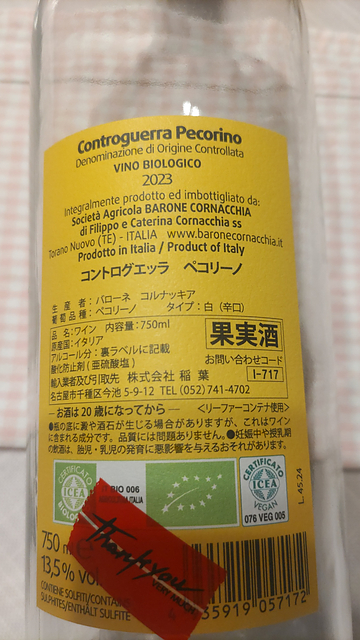 Controguerra Pecorino
Denominazione di Origine Controllata
VINO BIOLOGICO
2023
Integralmente prodotto ed imbottigliato da:
Società Agricola BARONE CORNACCHIA
di Filippo e Caterina Cornacchia ss
Torano Nuovo (TE) - ITALIA www.baronecornacchia.it
Prodotto in Italia / Product of Italy
コントログエッラ ペコリーノ
生産者：バローネ コルナッキア
葡萄品種：ペコリーノ タイプ：白（辛口）
品名：ワイン 内容量：750ml
原産国：イタリア
アルコール分：裏ラベルに記載
酸化防止剤（亜硫酸塩）
果実酒
お問い合わせコード
I-717
輸入業者及び引取先 株式会社 稲葉
名古屋市千種区今池 5-9-12 TEL(052)741-4702
―お酒は20歳になってから― ＜リーファーコンテナ使用＞
●瓶の底に澱や酒石が生じる場合がありますが、これはワイン
に含まれる成分です。品質には問題ありません。●妊娠中や授乳期
の飲酒は、胎児・乳児の発育に悪影響を与えるおそれがあります。
CERTIFICATO
ICEA
BIO 006
CERTIFICATO
ICEA
VEGAN
076 VEG 005
L. 45.24
750 m
13,5% vol
thank you
VERY MUCH
CONTIENE SOLFITI/CONTAI
SULPHITES/ENTHÄLT SULFITE
35919 057172